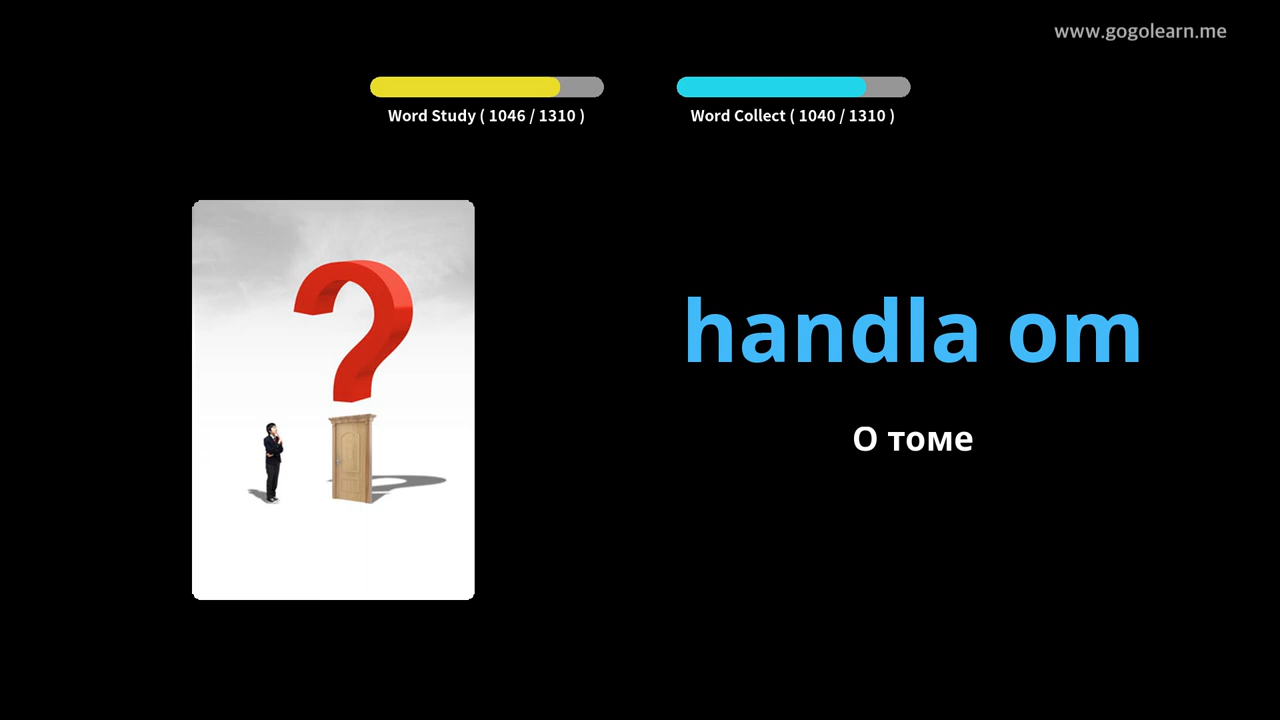 www.gogolearn.me
Word Study ( 1046 / 1310 )
Word Collect ( 1040 / 1310 )
handla om
О томе